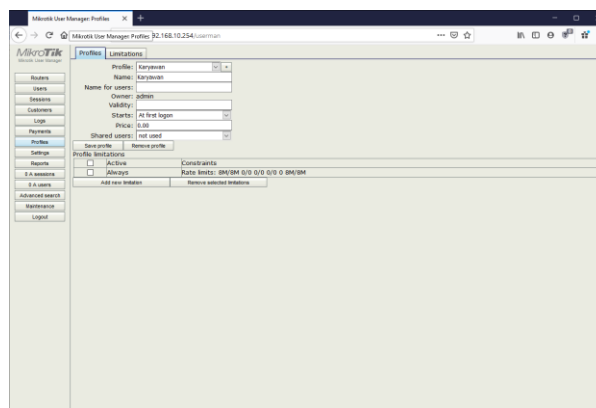 Mikrotik User Manager: Profiles
Mikrotik User Manager Profiles 92.168.10.254/userman
MikroTik
Mikrotik User Manager
Profiles Limitations
Routers
Users
Sessions
Customers
Logs
Payments
Profiles
Settings
Reports
Advanced search
Maintenance
Logout
Profile: Karyawan
Name: Karyawan
Name for users:
Owner: admin
Validity:
Starts: At first logon
Price: 0.00
Shared users: not used
Save profile Remove profile
Profile limitations
Active Constraints
Always Rate limits: 8M/8M 0/0 0/0 0/0 0 8M/8M
Add new limitation Remove selected limitations